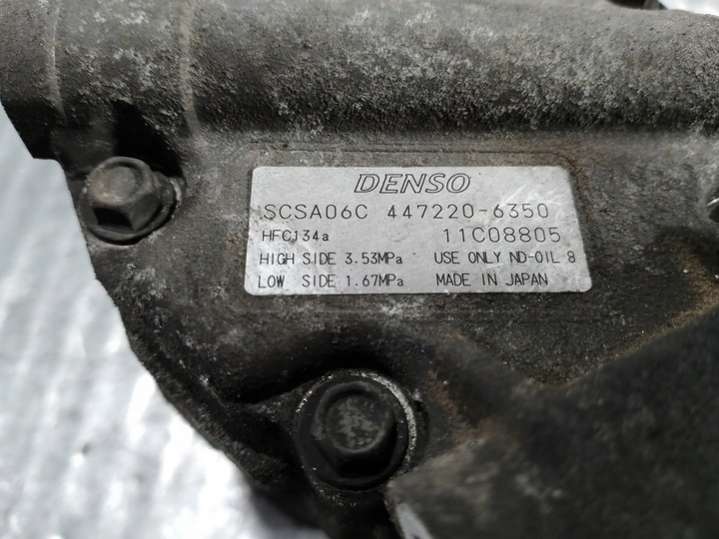 DENSO
SCSA06C 447220-6350
HFC134a 11C08805
HIGH SIDE 3.53MPa USE ONLY ND-OIL 8
LOW SIDE 1.67MPa MADE IN JAPAN